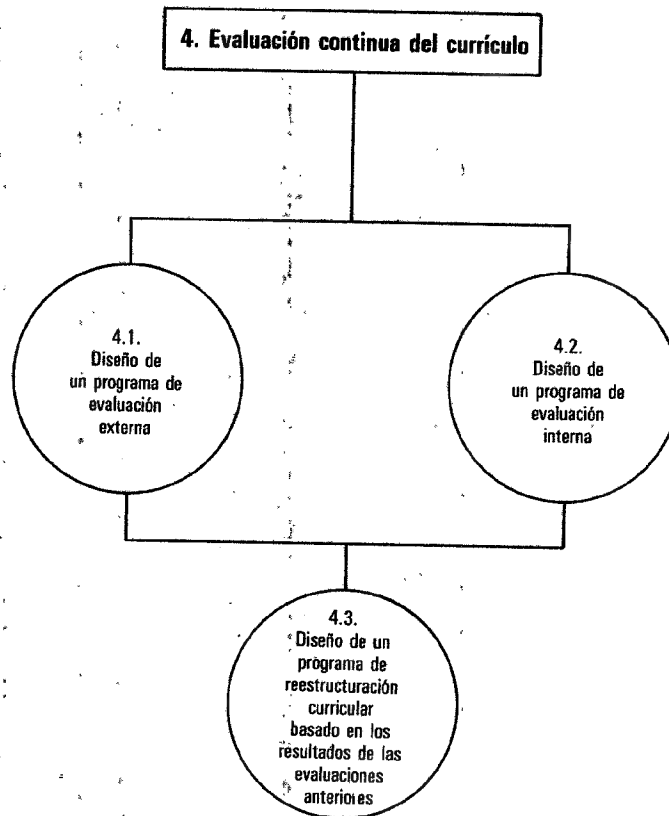 4. Evaluación continua del currículo
4.1.
Diseño de
un programa de
evaluación
externa
4.2.
Diseño de
un programa de
evaluación
interna
4.3.
Diseño de un
programa de
reestructuración
curricular
basado en los
resultados de las
evaluaciones
anteriores